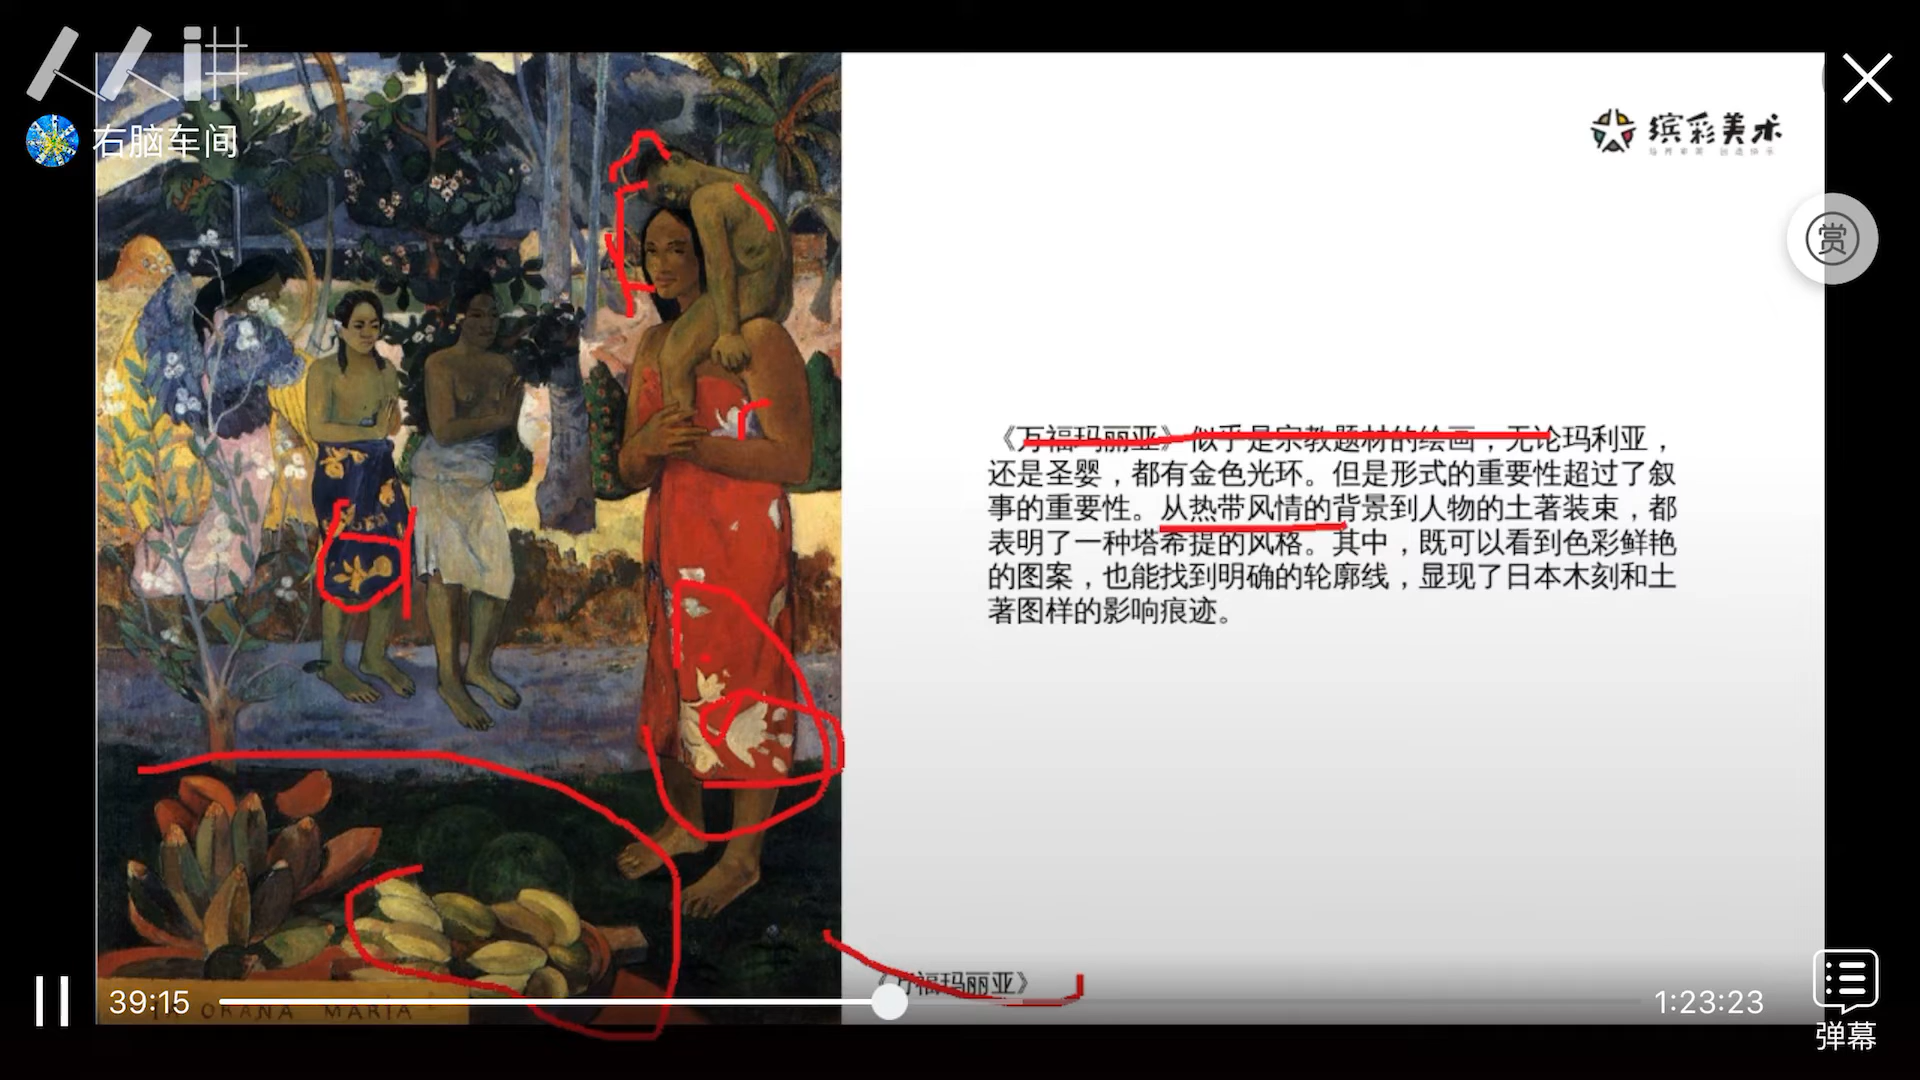 人人讲
右脑车间
缤彩美术
赏
《万福玛丽亚》似乎是宗教题材的绘画，无论玛利亚，
还是圣婴，都有金色光环。但是形式的重要性超过了叙
事的重要性。从热带风情的背景到人物的土著装束，都
表明了一种塔希提的风格。其中，既可以看到色彩鲜艳
的图案，也能找到明确的轮廓线，显现了日本木刻和土
著图样的影响痕迹。
《万福玛丽亚》
39:15
1:23:23
ORANA MARIA
弹幕